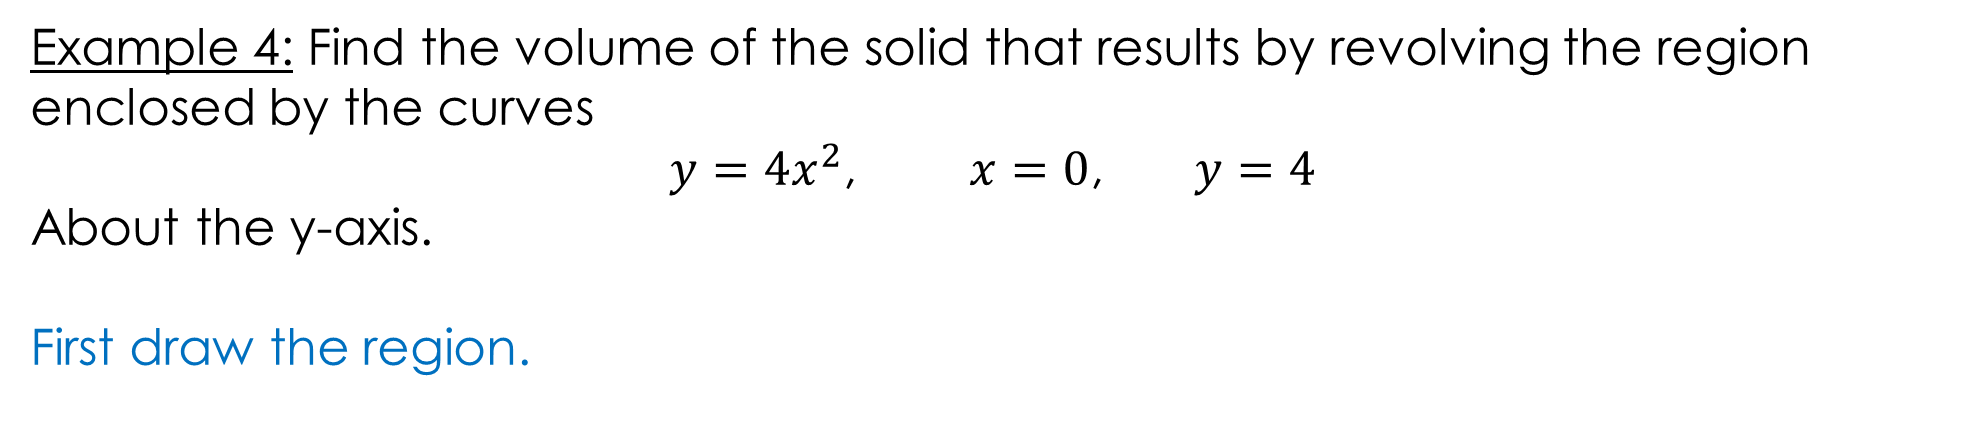 Example 4: Find the volume of the solid that results by revolving the region
enclosed by the curves
𝑦 = 4𝑥², 𝑥 = 0, 𝑦 = 4
About the y-axis.
First draw the region.